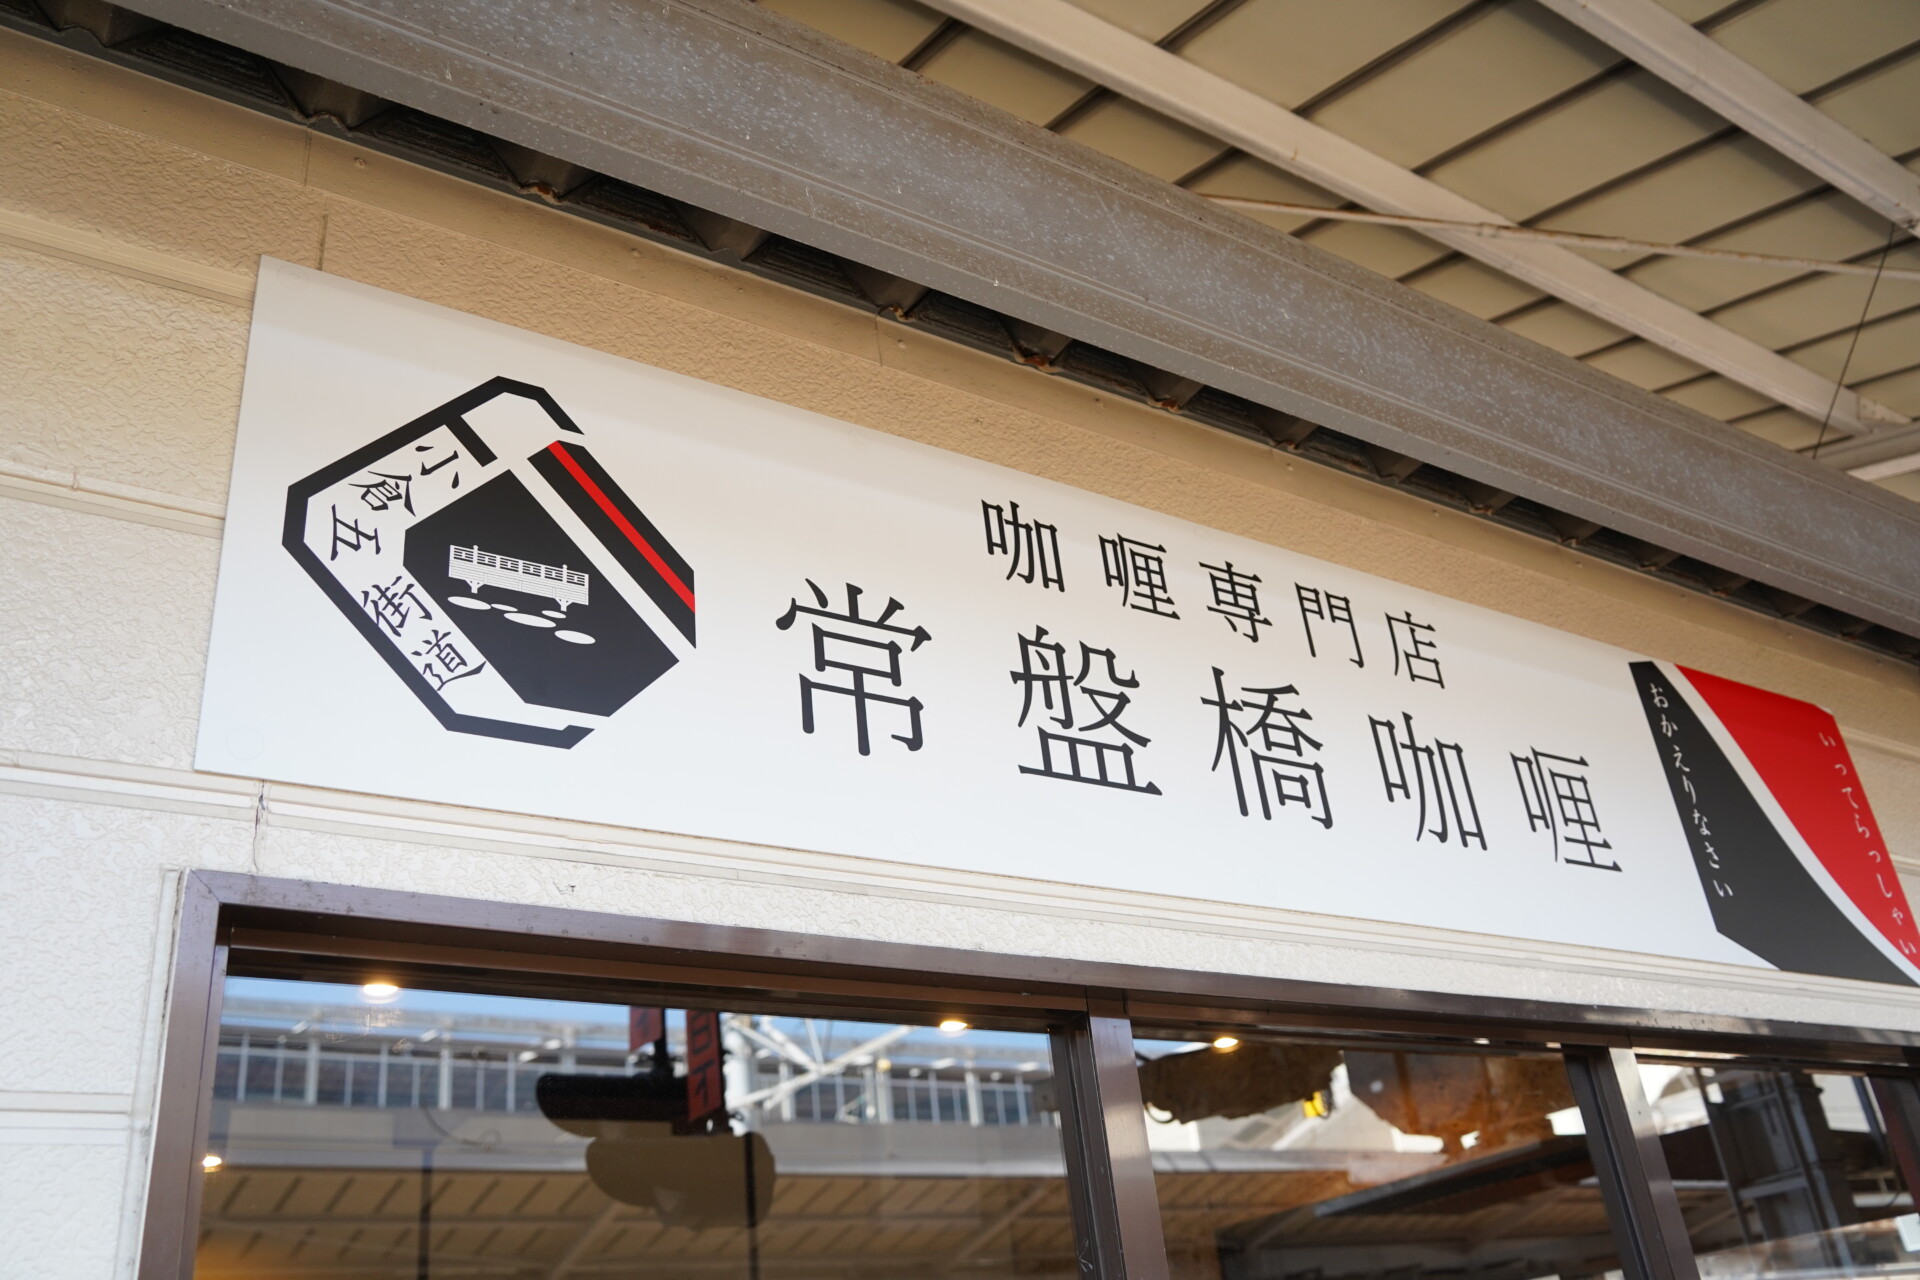 小倉五街道
咖喱専門店
常盤橋咖喱
おかえりなさい
いってらっしゃい